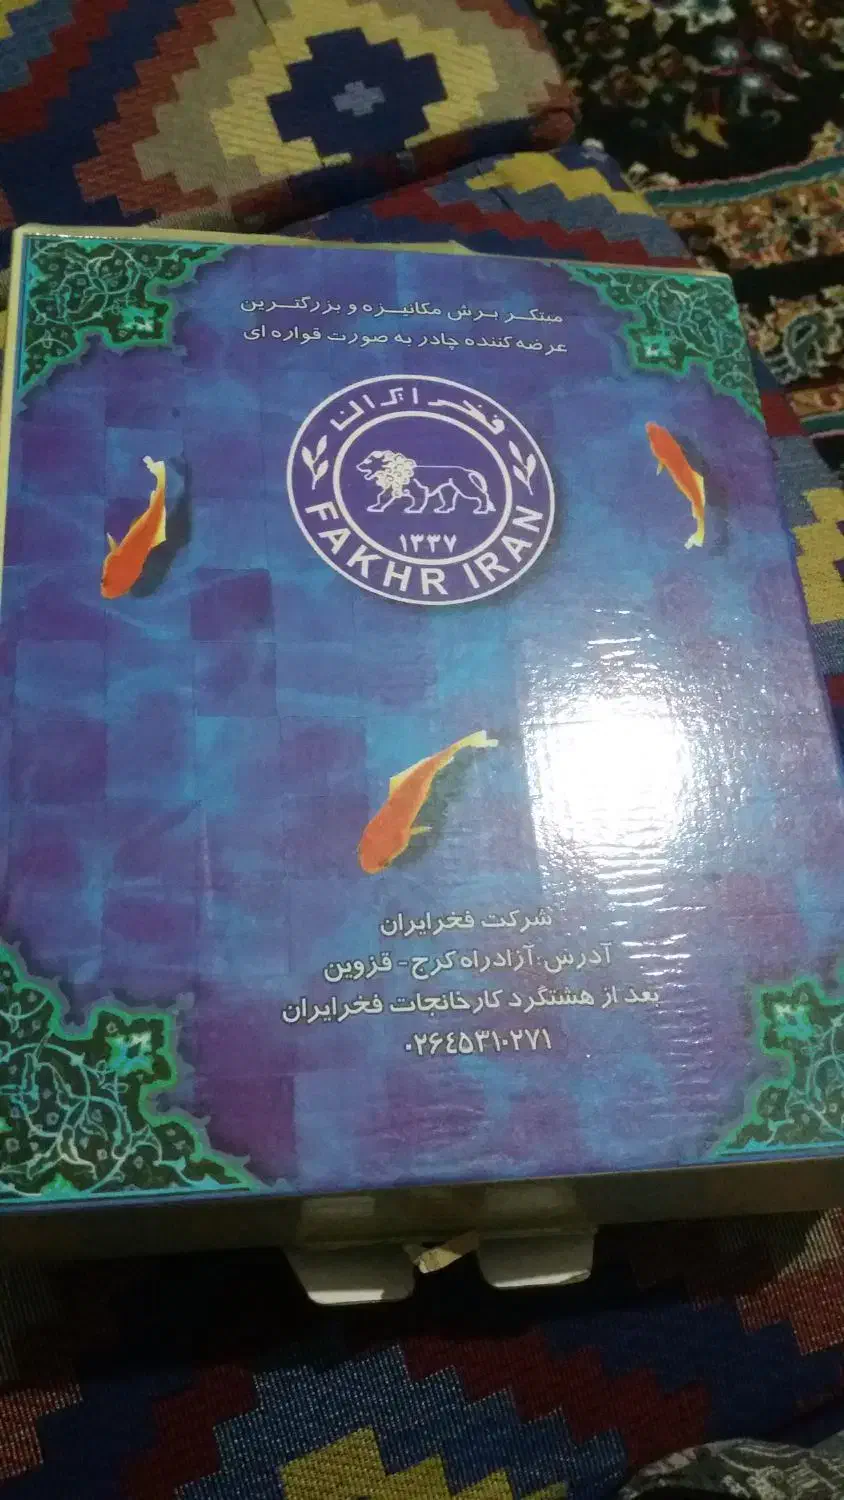 مبتکر برش مکانیزه و بزرگترین
عرضه کننده چادر به صورت قواره ای
فخر ایران
۱۳۳۷
FAKHR IRAN
شرکت فخرایران
آدرس: آزادراه کرج - قزوین
بعد از هشتگرد کارخانجات فخرایران
۰۲۶٤۵۳۱۰۲۷۱